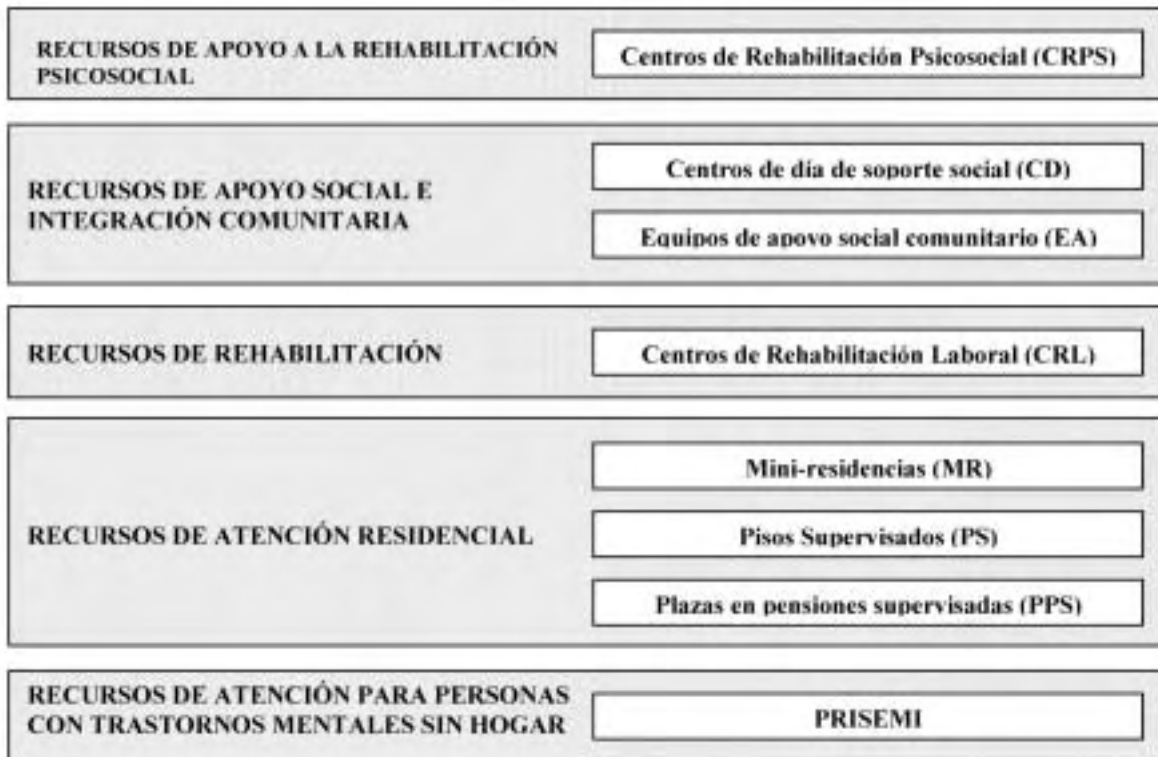 RECURSOS DE APOYO A LA REHABILITACIÓN
PSICOSOCIAL
Centros de Rehabilitación Psicosocial (CRPS)
RECURSOS DE APOYO SOCIAL E
INTEGRACIÓN COMUNITARIA
Centros de día de soporte social (CD)
Equipos de apoyo social comunitario (EA)
RECURSOS DE REHABILITACIÓN
Centros de Rehabilitación Laboral (CRL)
RECURSOS DE ATENCIÓN RESIDENCIAL
Mini-residencias (MR)
Pisos Supervisados (PS)
Plazas en pensiones supervisadas (PPS)
RECURSOS DE ATENCIÓN PARA PERSONAS
CON TRASTORNOS MENTALES SIN HOGAR
PRISEMI